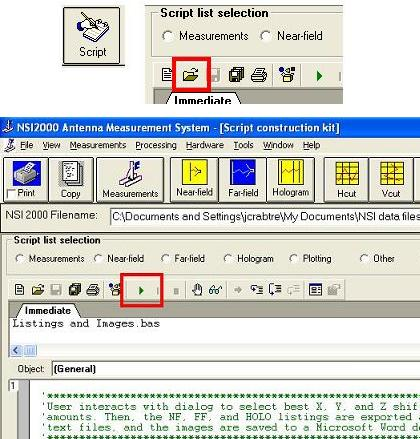 Script
Script list selection
Measurements Near-field
Immediate
NSI2000 Antenna Measurement System - [Script construction kit]
File View Measurements Processing Hardware Tools Window Help
Print Copy Measurements Near-field Far-field Hologram Hcut Vcut
NSI 2000 Filename: C:\Documents and Settings\jcrabtre\My Documents\NSI data files
Script list selection
Measurements Near-field Far-field Hologram Plotting Other
Immediate
Listings and Images.bas
Object: (General)
1
'******************************************************
'User interacts with dialog to select best X, Y, and Z shif
'amounts. Then, the NF, FF, and HOLO listings are exported
'text files, and the images are saved to a Microsoft Word d